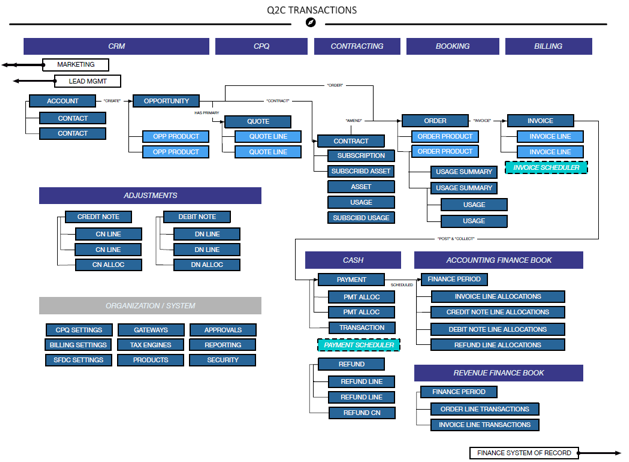 Q2C TRANSACTIONS
CRM
CPQ
CONTRACTING
BOOKING
BILLING
MARKETING
LEAD MGMT
"ORDER"
ACCOUNT
"CREATE"
OPPORTUNITY
"CONTRACT"
HAS PRIMARY
CONTACT
CONTACT
OPP PRODUCT
OPP PRODUCT
QUOTE
QUOTE LINE
QUOTE LINE
"AMEND"
CONTRACT
SUBSCRIPTION
SUBSCRIBD ASSET
ASSET
USAGE
SUBSCIBD USAGE
ORDER
"INVOICE"
ORDER PRODUCT
ORDER PRODUCT
USAGE SUMMARY
USAGE SUMMARY
USAGE
USAGE
INVOICE
INVOICE LINE
INVOICE LINE
INVOICE SCHEDULER
"POST" & "COLLECT"
ADJUSTMENTS
CREDIT NOTE
CN LINE
CN LINE
CN ALLOC
DEBIT NOTE
DN LINE
DN LINE
DN ALLOC
ORGANIZATION / SYSTEM
CPQ SETTINGS
GATEWAYS
APPROVALS
BILLING SETTINGS
TAX ENGINES
REPORTING
SFDC SETTINGS
PRODUCTS
SECURITY
CASH
PAYMENT
SCHEDULED
PMT ALLOC
PMT ALLOC
TRANSACTION
PAYMENT SCHEDULER
REFUND
REFUND LINE
REFUND LINE
REFUND CN
ACCOUNTING FINANCE BOOK
FINANCE PERIOD
INVOICE LINE ALLOCATIONS
CREDIT NOTE LINE ALLOCATIONS
DEBIT NOTE LINE ALLOCATIONS
REFUND LINE ALLOCATIONS
REVENUE FINANCE BOOK
FINANCE PERIOD
ORDER LINE TRANSACTIONS
INVOICE LINE TRANSACTIONS
FINANCE SYSTEM OF RECORD